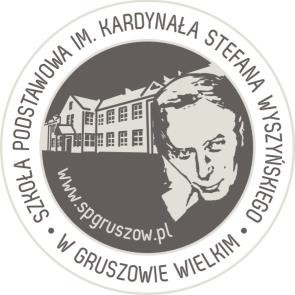 SZKOŁA PODSTAWOWA IM. KARDYNAŁA STEFANA WYSZYŃSKIEGO
• W GRUSZOWIE WIELKIM •
www.spgruszow.pl